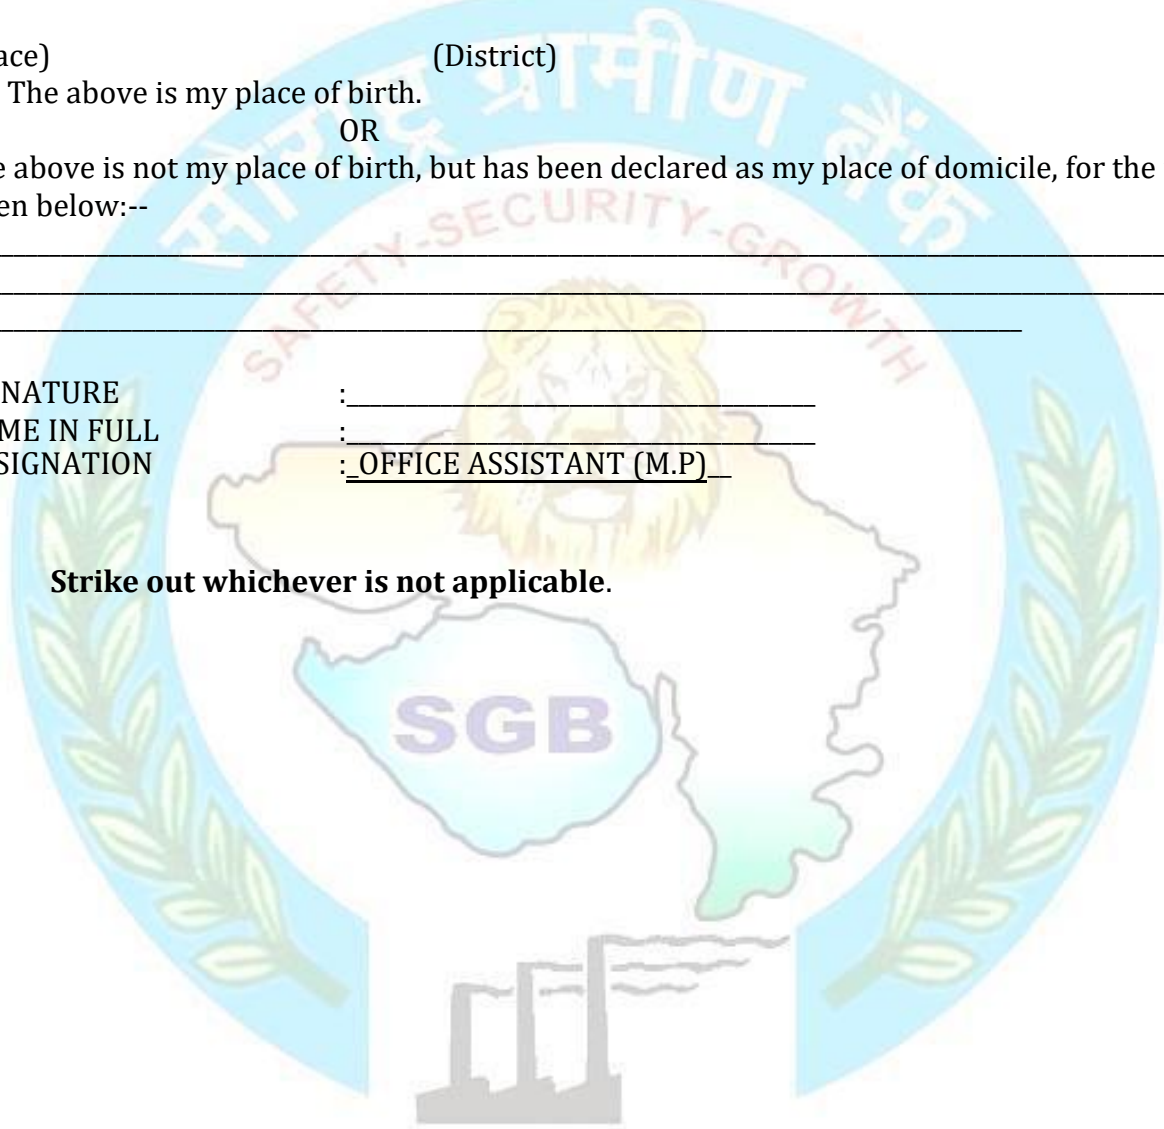 ace) (District)
The above is my place of birth.
OR
e above is not my place of birth, but has been declared as my place of domicile, for the
en below:--
NATURE :
ME IN FULL :
SIGNATION :_OFFICE ASSISTANT (M.P)__
Strike out whichever is not applicable.
सौराष्ट्र ग्रामीण बैंक
SAFETY-SECURITY-GROWTH
SGB